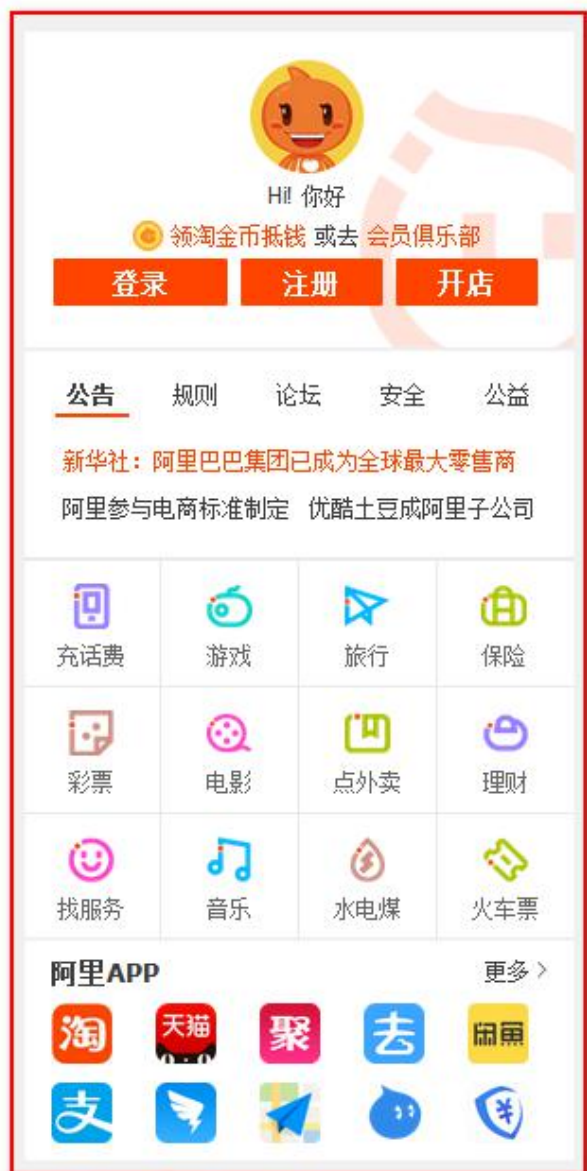 Hi! 你好
领淘金币抵钱 或去 会员俱乐部
登录 注册 开店
公告 规则 论坛 安全 公益
新华社：阿里巴巴集团已成为全球最大零售商
阿里参与电商标准制定 优酷土豆成阿里子公司
充话费 游戏 旅行 保险
彩票 电影 点外卖 理财
找服务 音乐 水电煤 火车票
阿里APP 更多 >
淘 天猫 聚 去 闲鱼
支 ¥